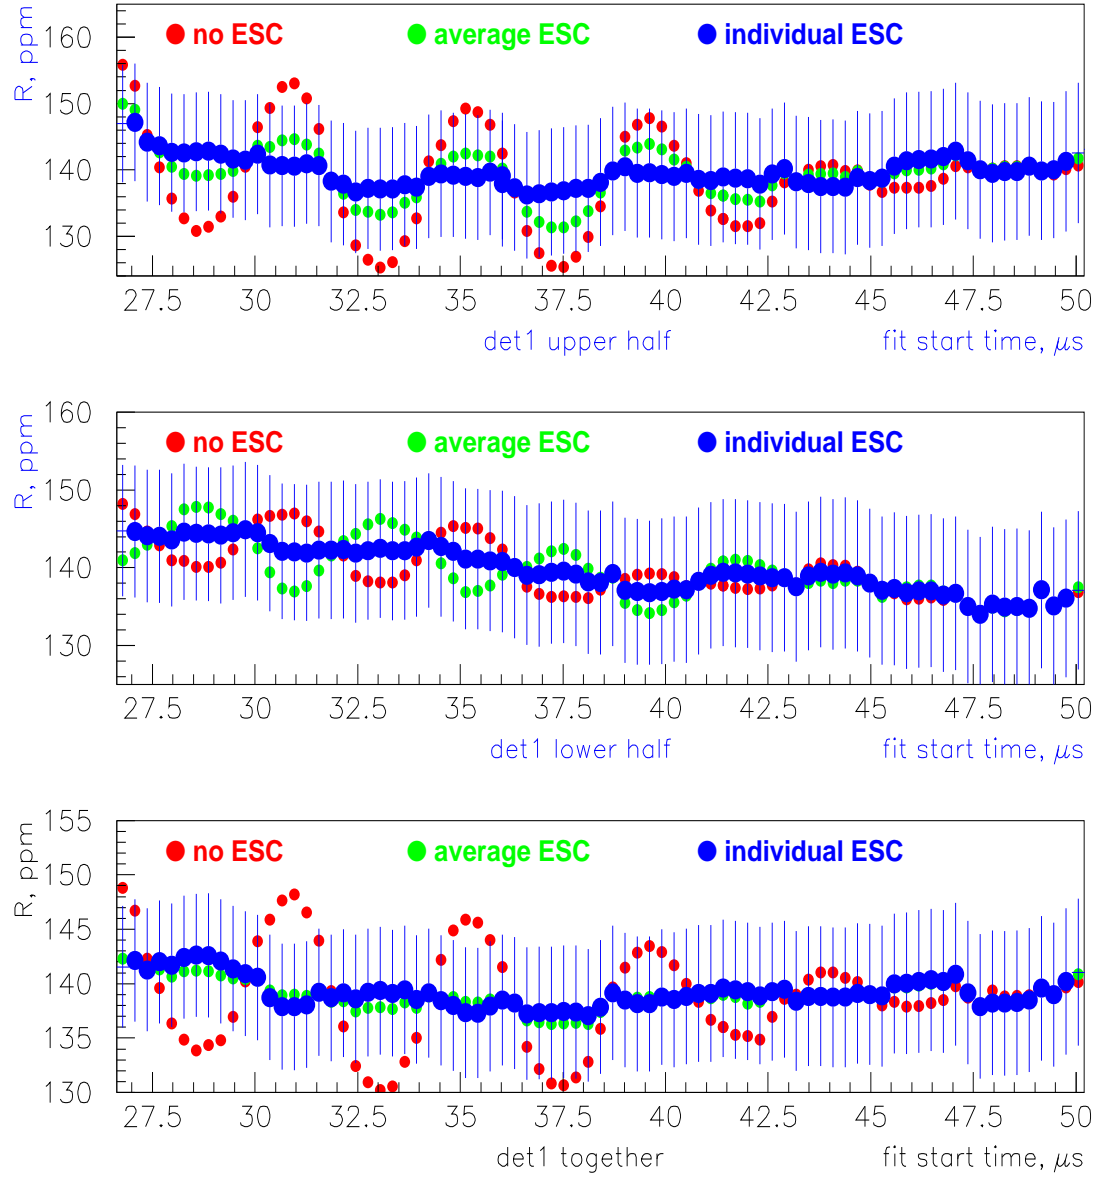 R, ppm
160
150
140
130
no ESC average ESC individual ESC
27.5 30 32.5 35 37.5 40 42.5 45 47.5 50
det1 upper half fit start time, μs
R, ppm
160
150
140
130
no ESC average ESC individual ESC
27.5 30 32.5 35 37.5 40 42.5 45 47.5 50
det1 lower half fit start time, μs
R, ppm
155
150
145
140
135
130
no ESC average ESC individual ESC
27.5 30 32.5 35 37.5 40 42.5 45 47.5 50
det1 together fit start time, μs